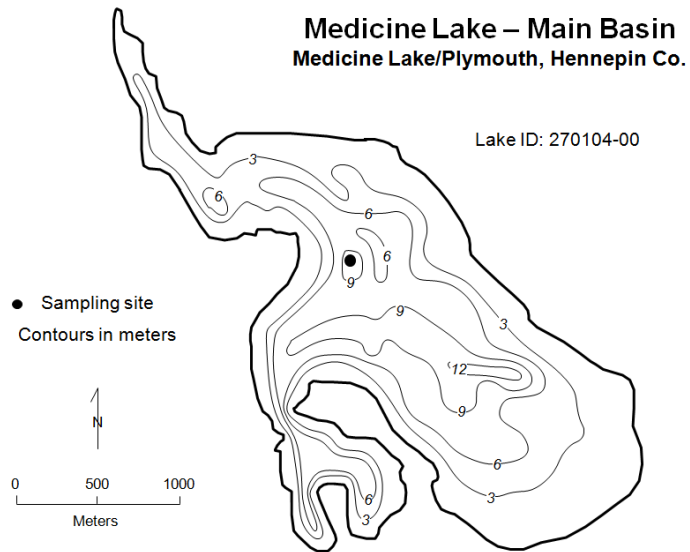 Medicine Lake – Main Basin
Medicine Lake/Plymouth, Hennepin Co.
Lake ID: 270104-00
3
6
6
6
9
9
3
12
9
6
3
6
3
Sampling site
Contours in meters
N
0 500 1000
Meters